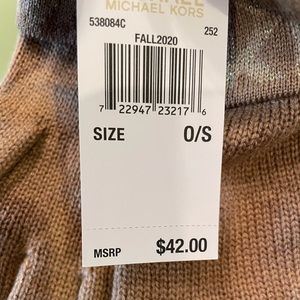 MICHAEL KORS
538084C 252
FALL2020
7 22947 23217 6
SIZE O/S
MSRP $42.00